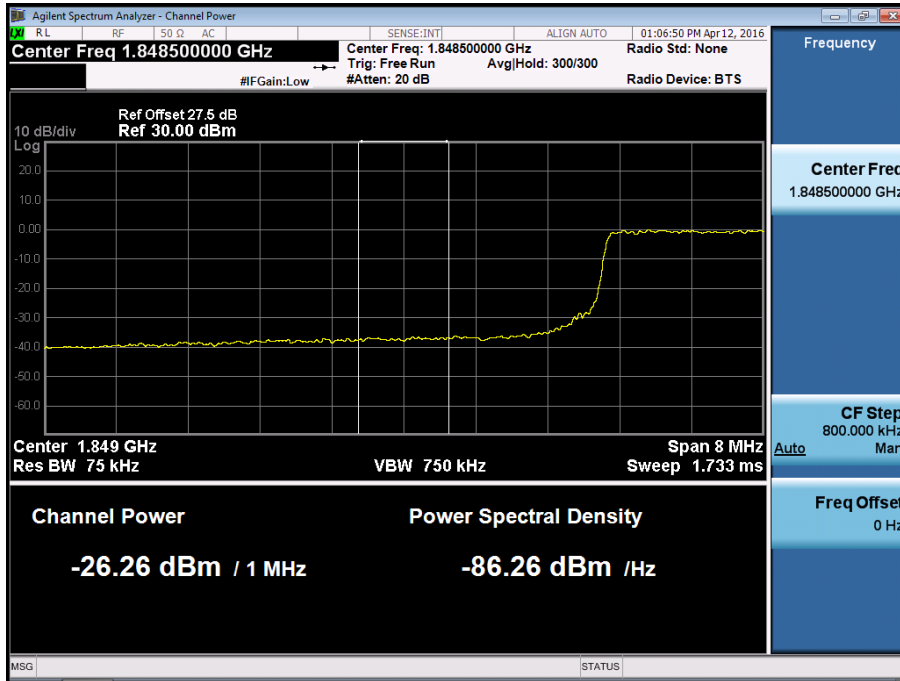 Agilent Spectrum Analyzer - Channel Power
LXI RL RF 50 Ω AC SENSE:INT ALIGN AUTO 01:06:50 PM Apr 12, 2016
Center Freq 1.848500000 GHz
#IFGain:Low
Center Freq: 1.848500000 GHz
Trig: Free Run Avg|Hold: 300/300
#Atten: 20 dB
Radio Std: None
Radio Device: BTS
Ref Offset 27.5 dB
10 dB/div Ref 30.00 dBm
Log
20.0
10.0
0.00
-10.0
-20.0
-30.0
-40.0
-50.0
-60.0
Center 1.849 GHz Span 8 MHz
Res BW 75 kHz VBW 750 kHz Sweep 1.733 ms
Channel Power Power Spectral Density
-26.26 dBm / 1 MHz -86.26 dBm /Hz
MSG STATUS
Frequency
Center Freq
1.848500000 GHz
CF Step
800.000 kHz
Auto Man
Freq Offset
0 Hz